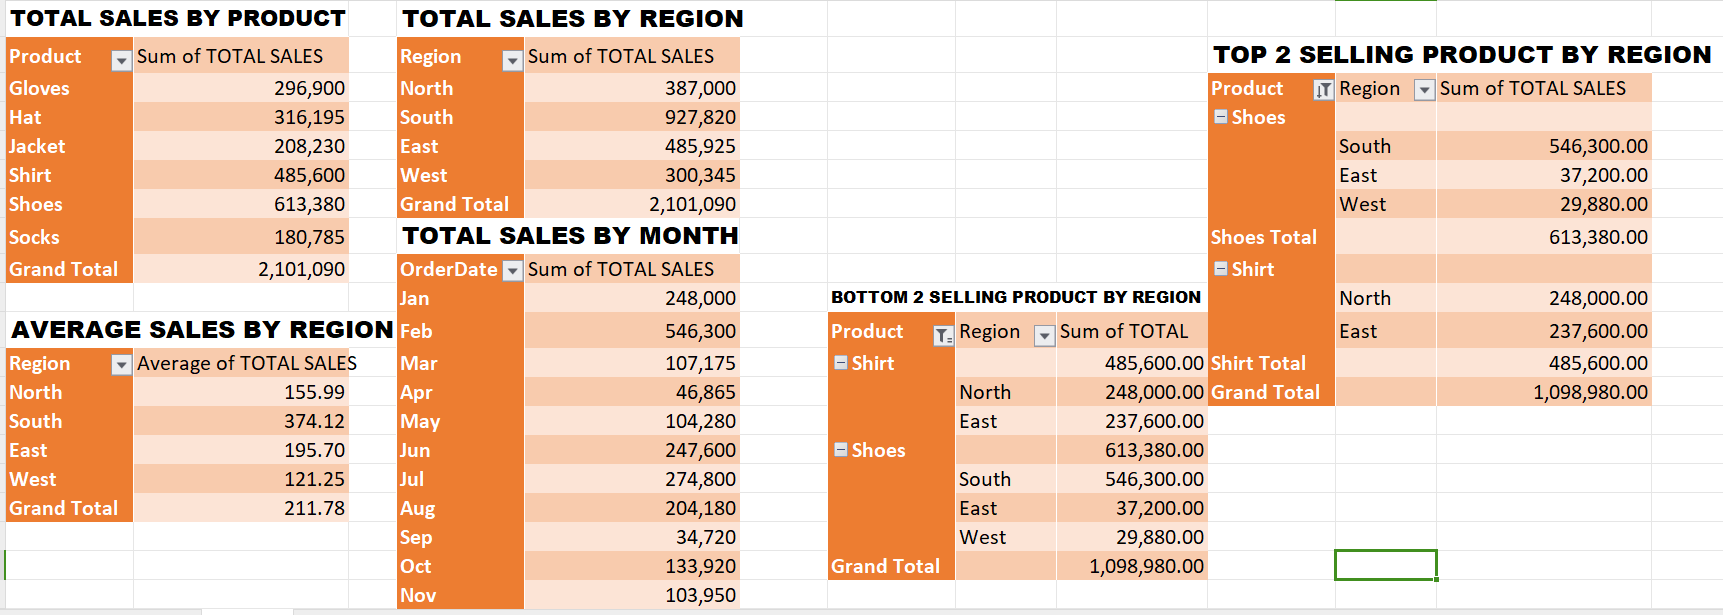 TOTAL SALES BY PRODUCT
Product Sum of TOTAL SALES
Gloves 296,900
Hat 316,195
Jacket 208,230
Shirt 485,600
Shoes 613,380
Socks 180,785
Grand Total 2,101,090
AVERAGE SALES BY REGION
Region Average of TOTAL SALES
North 155.99
South 374.12
East 195.70
West 121.25
Grand Total 211.78
TOTAL SALES BY REGION
Region Sum of TOTAL SALES
North 387,000
South 927,820
East 485,925
West 300,345
Grand Total 2,101,090
TOTAL SALES BY MONTH
OrderDate Sum of TOTAL SALES
Jan 248,000
Feb 546,300
Mar 107,175
Apr 46,865
May 104,280
Jun 247,600
Jul 274,800
Aug 204,180
Sep 34,720
Oct 133,920
Nov 103,950
BOTTOM 2 SELLING PRODUCT BY REGION
Product Region Sum of TOTAL
Shirt 485,600.00
North 248,000.00
East 237,600.00
Shoes 613,380.00
South 546,300.00
East 37,200.00
West 29,880.00
Grand Total 1,098,980.00
TOP 2 SELLING PRODUCT BY REGION
Product Region Sum of TOTAL SALES
Shoes
South 546,300.00
East 37,200.00
West 29,880.00
Shoes Total 613,380.00
Shirt
North 248,000.00
East 237,600.00
Shirt Total 485,600.00
Grand Total 1,098,980.00